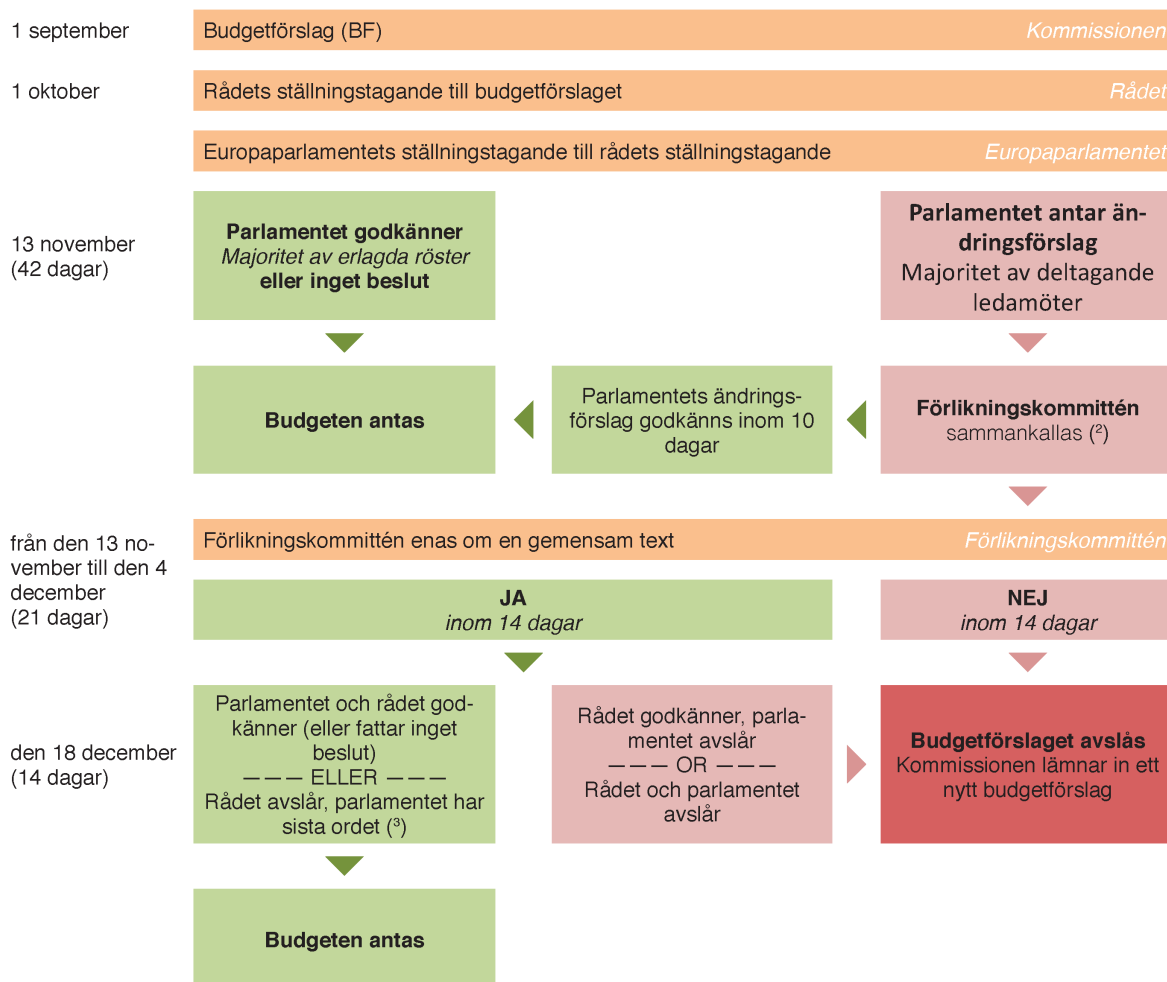 1 september
Budgetförslag (BF)
Kommissionen
1 oktober
Rådets ställningstagande till budgetförslaget
Rådet
Europaparlamentets ställningstagande till rådets ställningstagande
Europaparlamentet
13 november
(42 dagar)
Parlamentet godkänner
Majoritet av erlagda röster
eller inget beslut
Parlamentet antar än-
dringsförslag
Majoritet av deltagande
ledamöter
Budgeten antas
Parlamentets ändrings-
förslag godkänns inom 10
dagar
Förlikningskommittén
sammankallas (²)
från den 13 no-
vember till den 4
december
(21 dagar)
Förlikningskommittén enas om en gemensam text
Förlikningskommittén
JA
inom 14 dagar
NEJ
inom 14 dagar
den 18 december
(14 dagar)
Parlamentet och rådet god-
känner (eller fattar inget
beslut)
— — — ELLER — — —
Rådet avslår, parlamentet har
sista ordet (³)
Rådet godkänner, parla-
mentet avslår
— — — OR — — —
Rådet och parlamentet
avslår
Budgetförslaget avslås
Kommissionen lämnar in ett
nytt budgetförslag
Budgeten antas